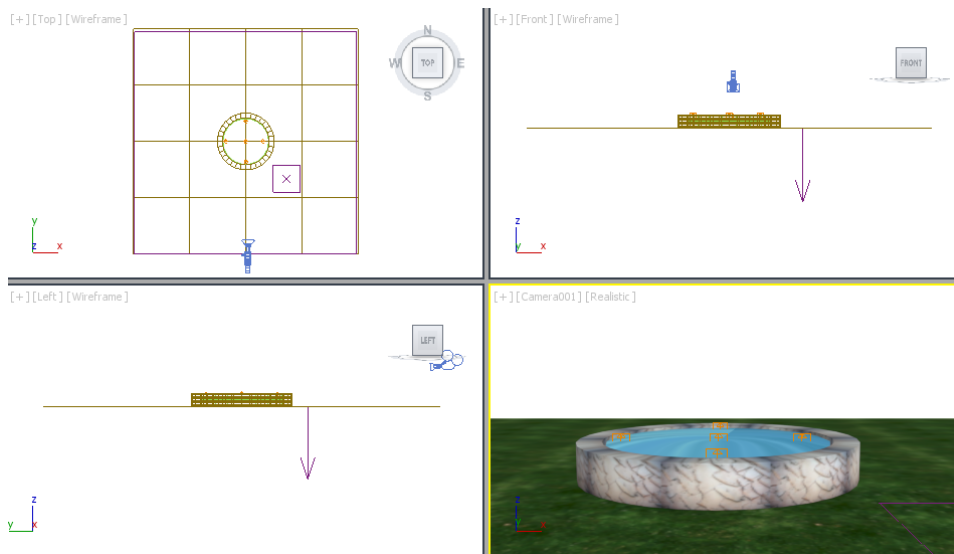 [+] [Top] [Wireframe]
N
W TOP E
S
y
z x
[+] [Front] [Wireframe]
FRONT
z
y x
[+] [Left] [Wireframe]
LEFT
z
y x
[+] [Camera001] [Realistic]
z
y x